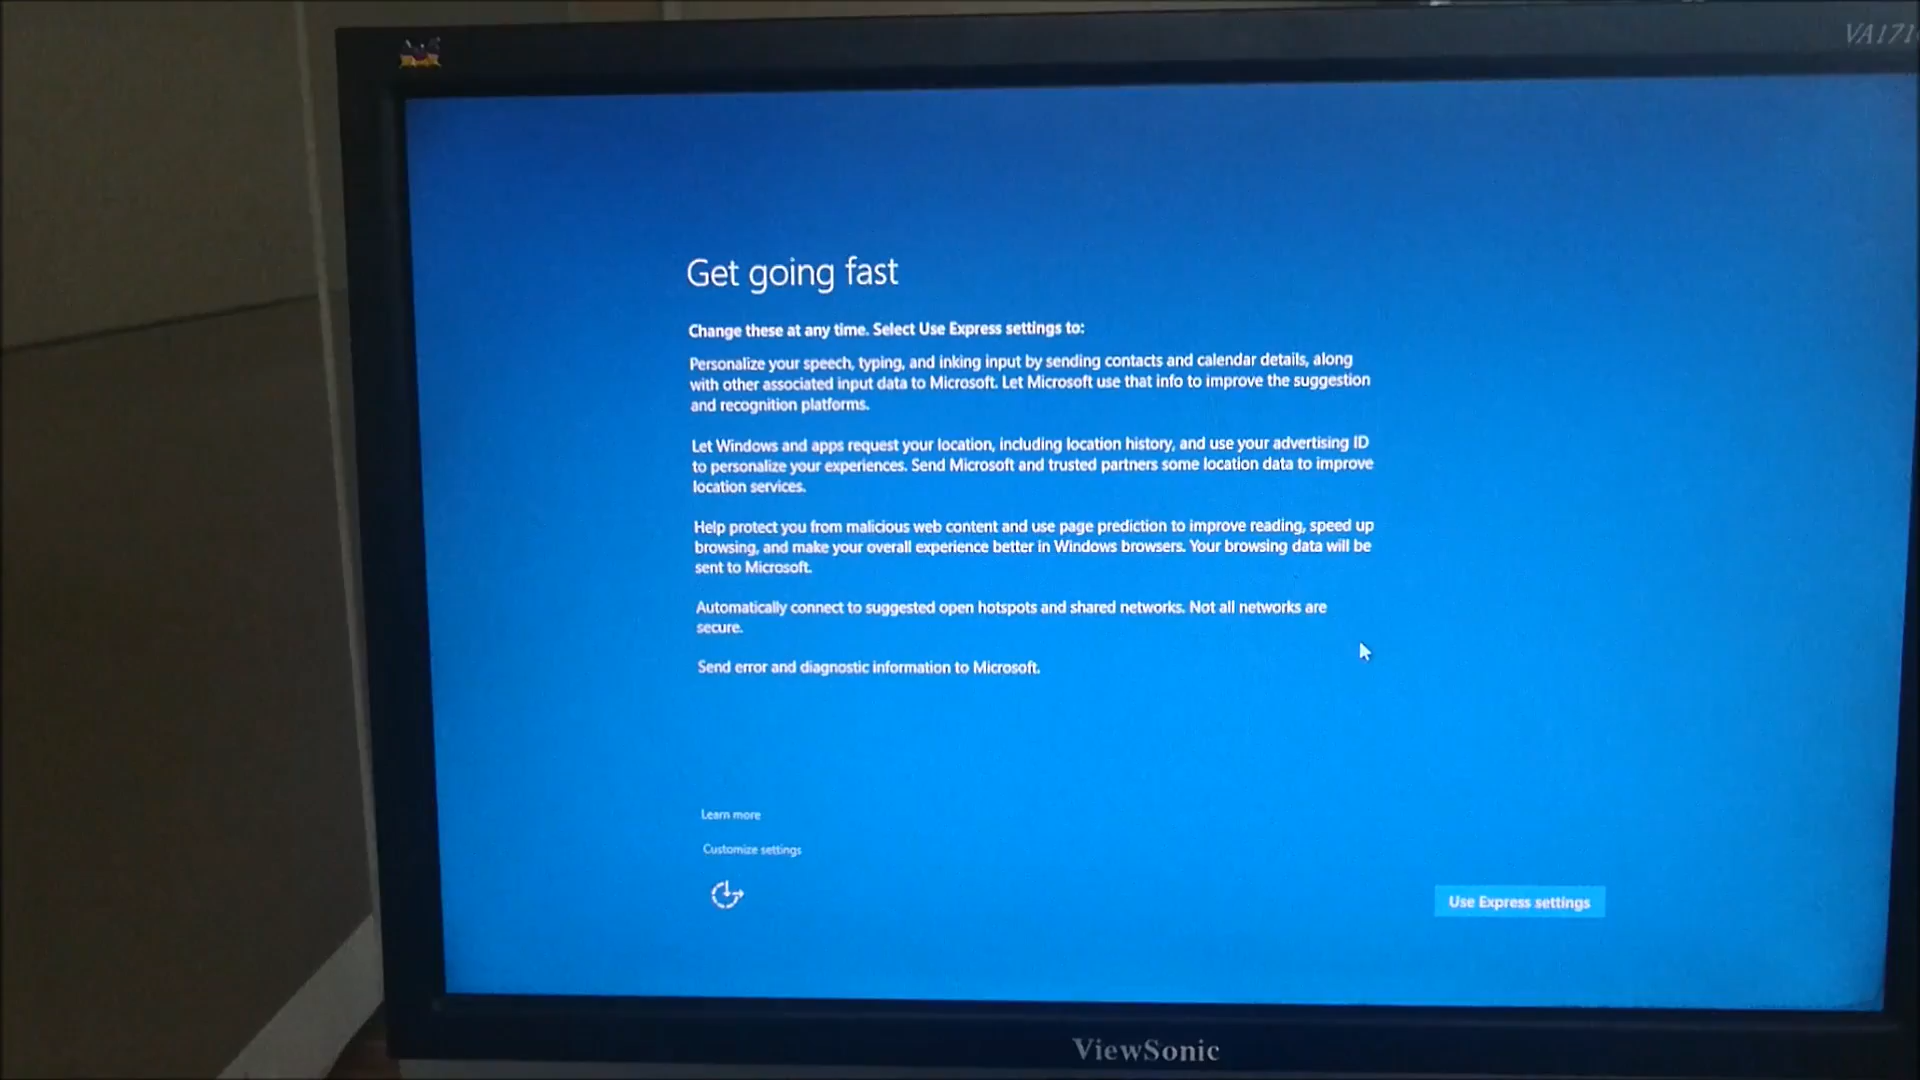 VA171
Get going fast
Change these at any time. Select Use Express settings to:
Personalize your speech, typing, and inking input by sending contacts and calendar details, along
with other associated input data to Microsoft. Let Microsoft use that info to improve the suggestion
and recognition platforms.
Let Windows and apps request your location, including location history, and use your advertising ID
to personalize your experiences. Send Microsoft and trusted partners some location data to improve
location services.
Help protect you from malicious web content and use page prediction to improve reading, speed up
browsing, and make your overall experience better in Windows browsers. Your browsing data will be
sent to Microsoft.
Automatically connect to suggested open hotspots and shared networks. Not all networks are
secure.
Send error and diagnostic information to Microsoft.
Learn more
Customize settings
Use Express settings
ViewSonic